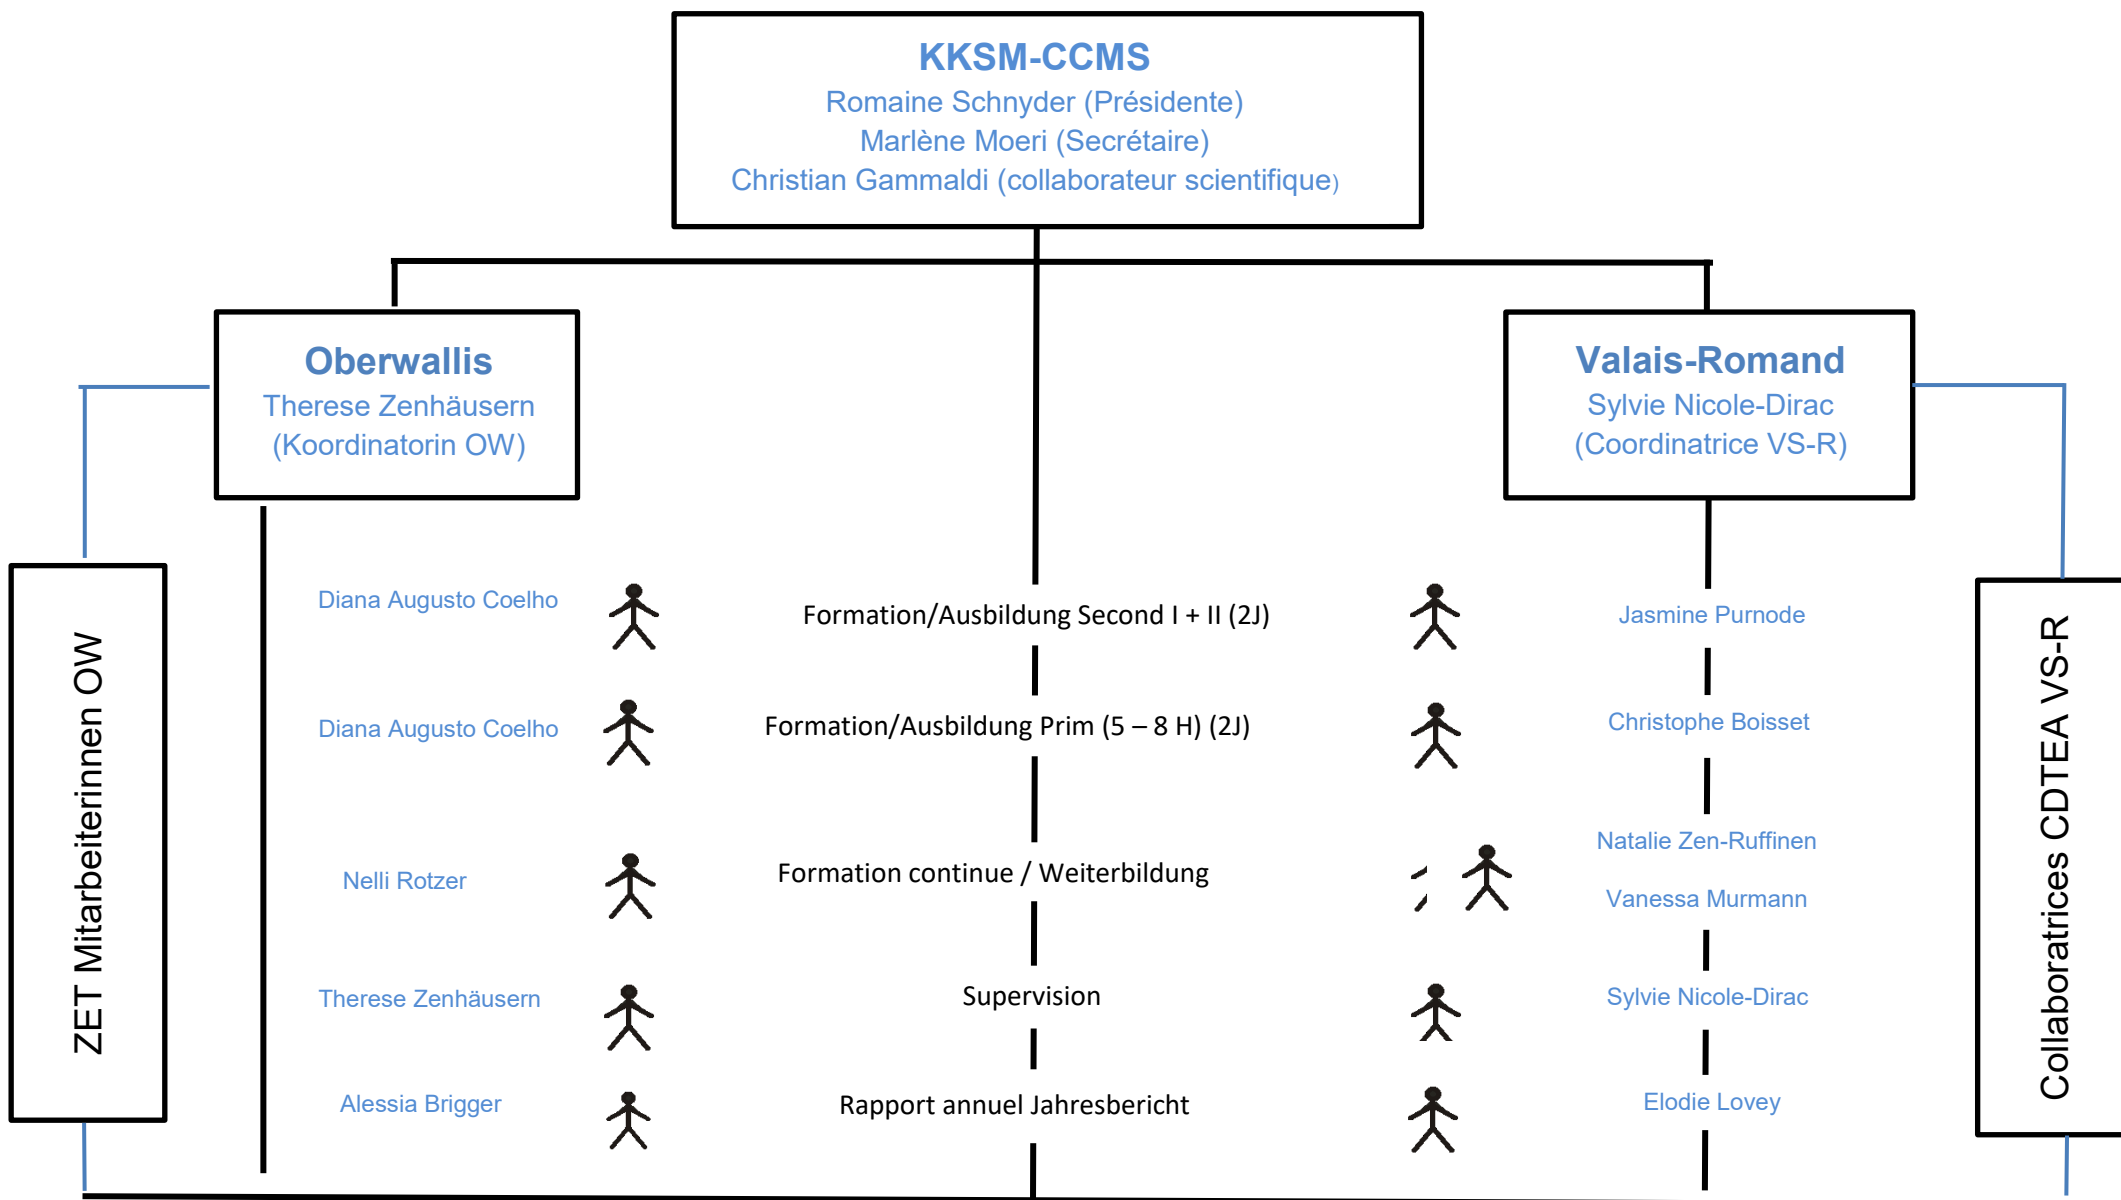 KKSM-CCMS
Romaine Schnyder (Présidente)
Marlène Moeri (Secrétaire)
Christian Gammaldi (collaborateur scientifique)
Oberwallis
Therese Zenhäusern
(Koordinatorin OW)
Valais-Romand
Sylvie Nicole-Dirac
(Coordinatrice VS-R)
ZET Mitarbeiterinnen OW
Diana Augusto Coelho
Formation/Ausbildung Second I + II (2J)
Jasmine Purnode
Diana Augusto Coelho
Formation/Ausbildung Prim (5 – 8 H) (2J)
Christophe Boisset
Nelli Rotzer
Formation continue / Weiterbildung
Natalie Zen-Ruffinen
Vanessa Murmann
Therese Zenhäusern
Supervision
Sylvie Nicole-Dirac
Alessia Brigger
Rapport annuel Jahresbericht
Elodie Lovey
Collaboratrices CDTEA VS-R